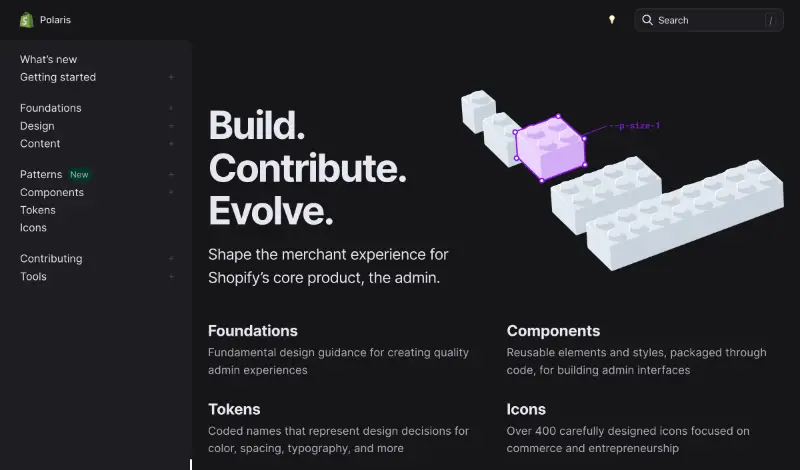 Polaris
Search
/
What's new
Getting started
Foundations
Design
Content
Patterns New
Components
Tokens
Icons
Contributing
Tools
Build.
Contribute.
Evolve.
--p-size-1
Shape the merchant experience for
Shopify's core product, the admin.
Foundations
Fundamental design guidance for creating quality
admin experiences
Components
Reusable elements and styles, packaged through
code, for building admin interfaces
Tokens
Coded names that represent design decisions for
color, spacing, typography, and more
Icons
Over 400 carefully designed icons focused on
commerce and entrepreneurship